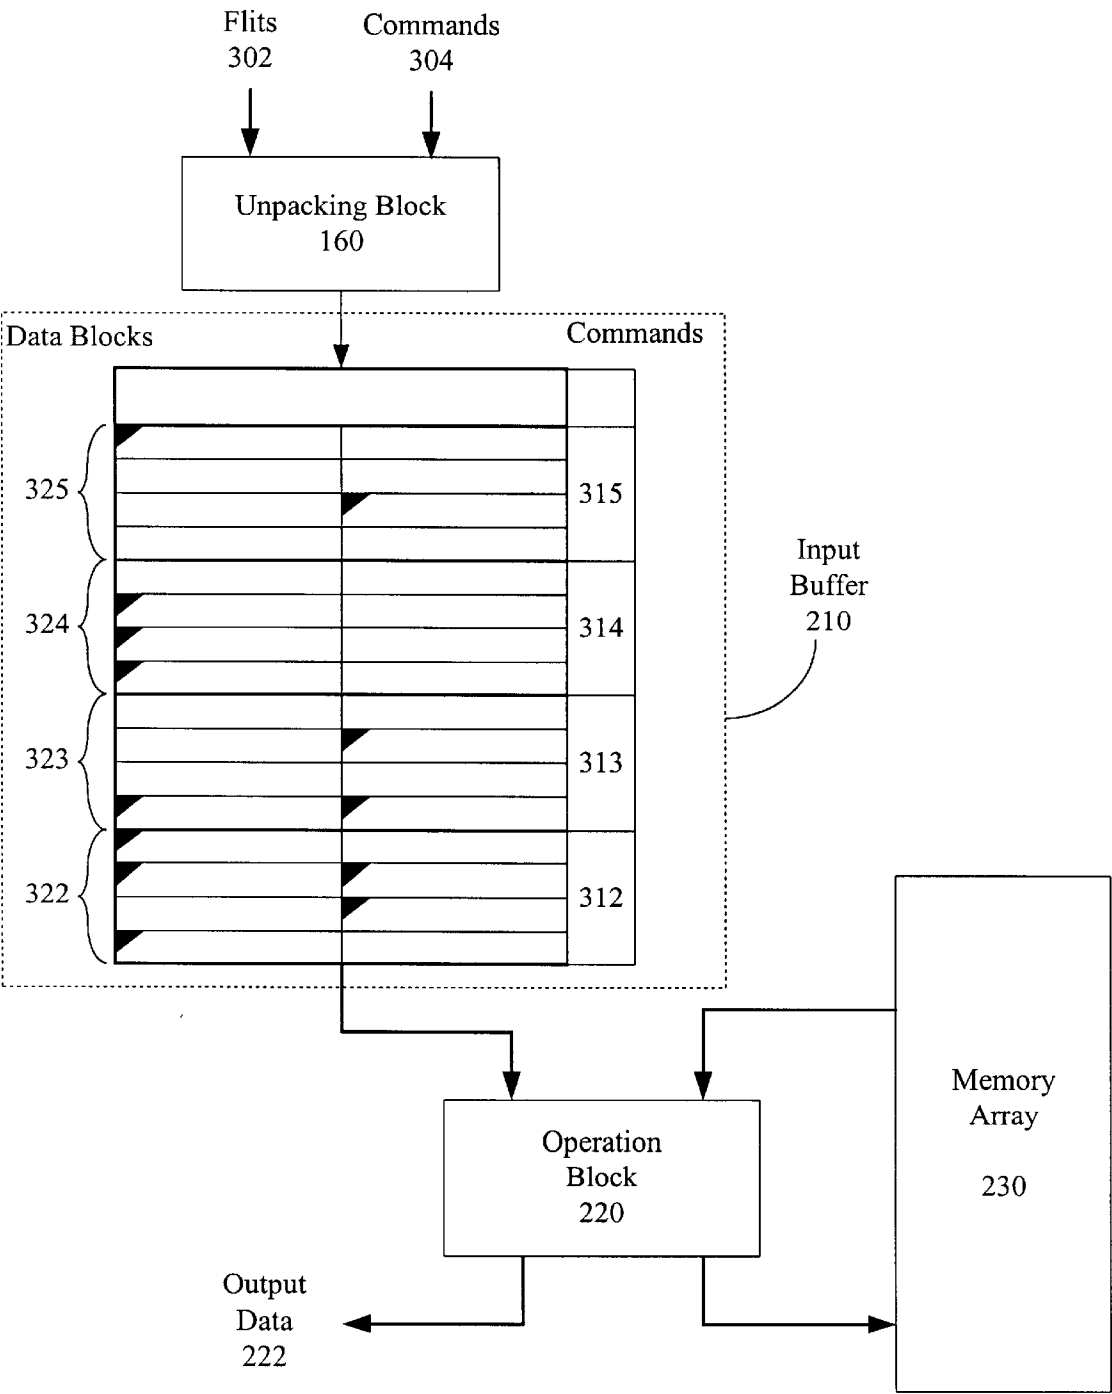 Flits
302
Commands
304
Unpacking Block
160
Data Blocks
Commands
325
315
324
314
323
313
322
312
Input
Buffer
210
Memory
Array
230
Operation
Block
220
Output
Data
222